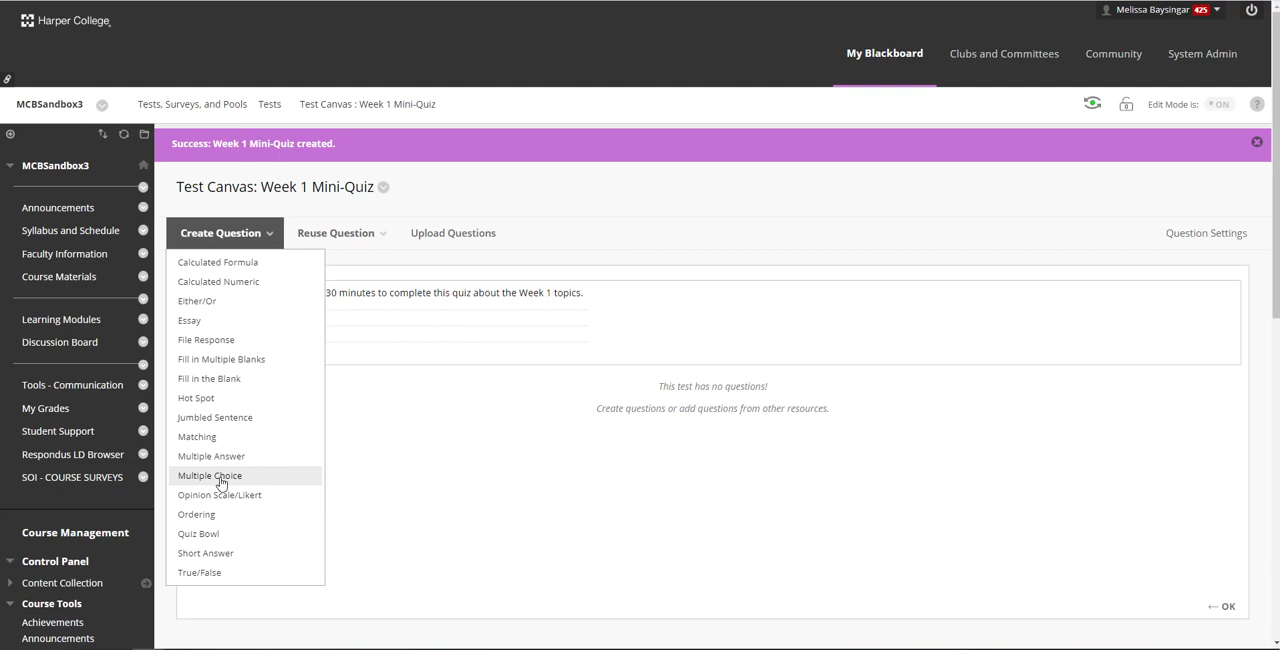 Harper College
Melissa Baysingar 425
My Blackboard
Clubs and Committees
Community
System Admin
MCBSandbox3
Tests, Surveys, and Pools
Tests
Test Canvas : Week 1 Mini-Quiz
Edit Mode is:
ON
?
MCBSandbox3
Announcements
Syllabus and Schedule
Faculty Information
Course Materials
Learning Modules
Discussion Board
Tools - Communication
My Grades
Student Support
Respondus LD Browser
SOI - COURSE SURVEYS
Course Management
Control Panel
Content Collection
Course Tools
Achievements
Announcements
Success: Week 1 Mini-Quiz created.
Test Canvas: Week 1 Mini-Quiz
Create Question
Reuse Question
Upload Questions
Question Settings
Calculated Formula
Calculated Numeric
Either/Or
Essay
File Response
Fill in Multiple Blanks
Fill in the Blank
Hot Spot
Jumbled Sentence
Matching
Multiple Answer
Multiple Choice
Opinion Scale/Likert
Ordering
Quiz Bowl
Short Answer
True/False
30 minutes to complete this quiz about the Week 1 topics.
This test has no questions!
Create questions or add questions from other resources.
← OK